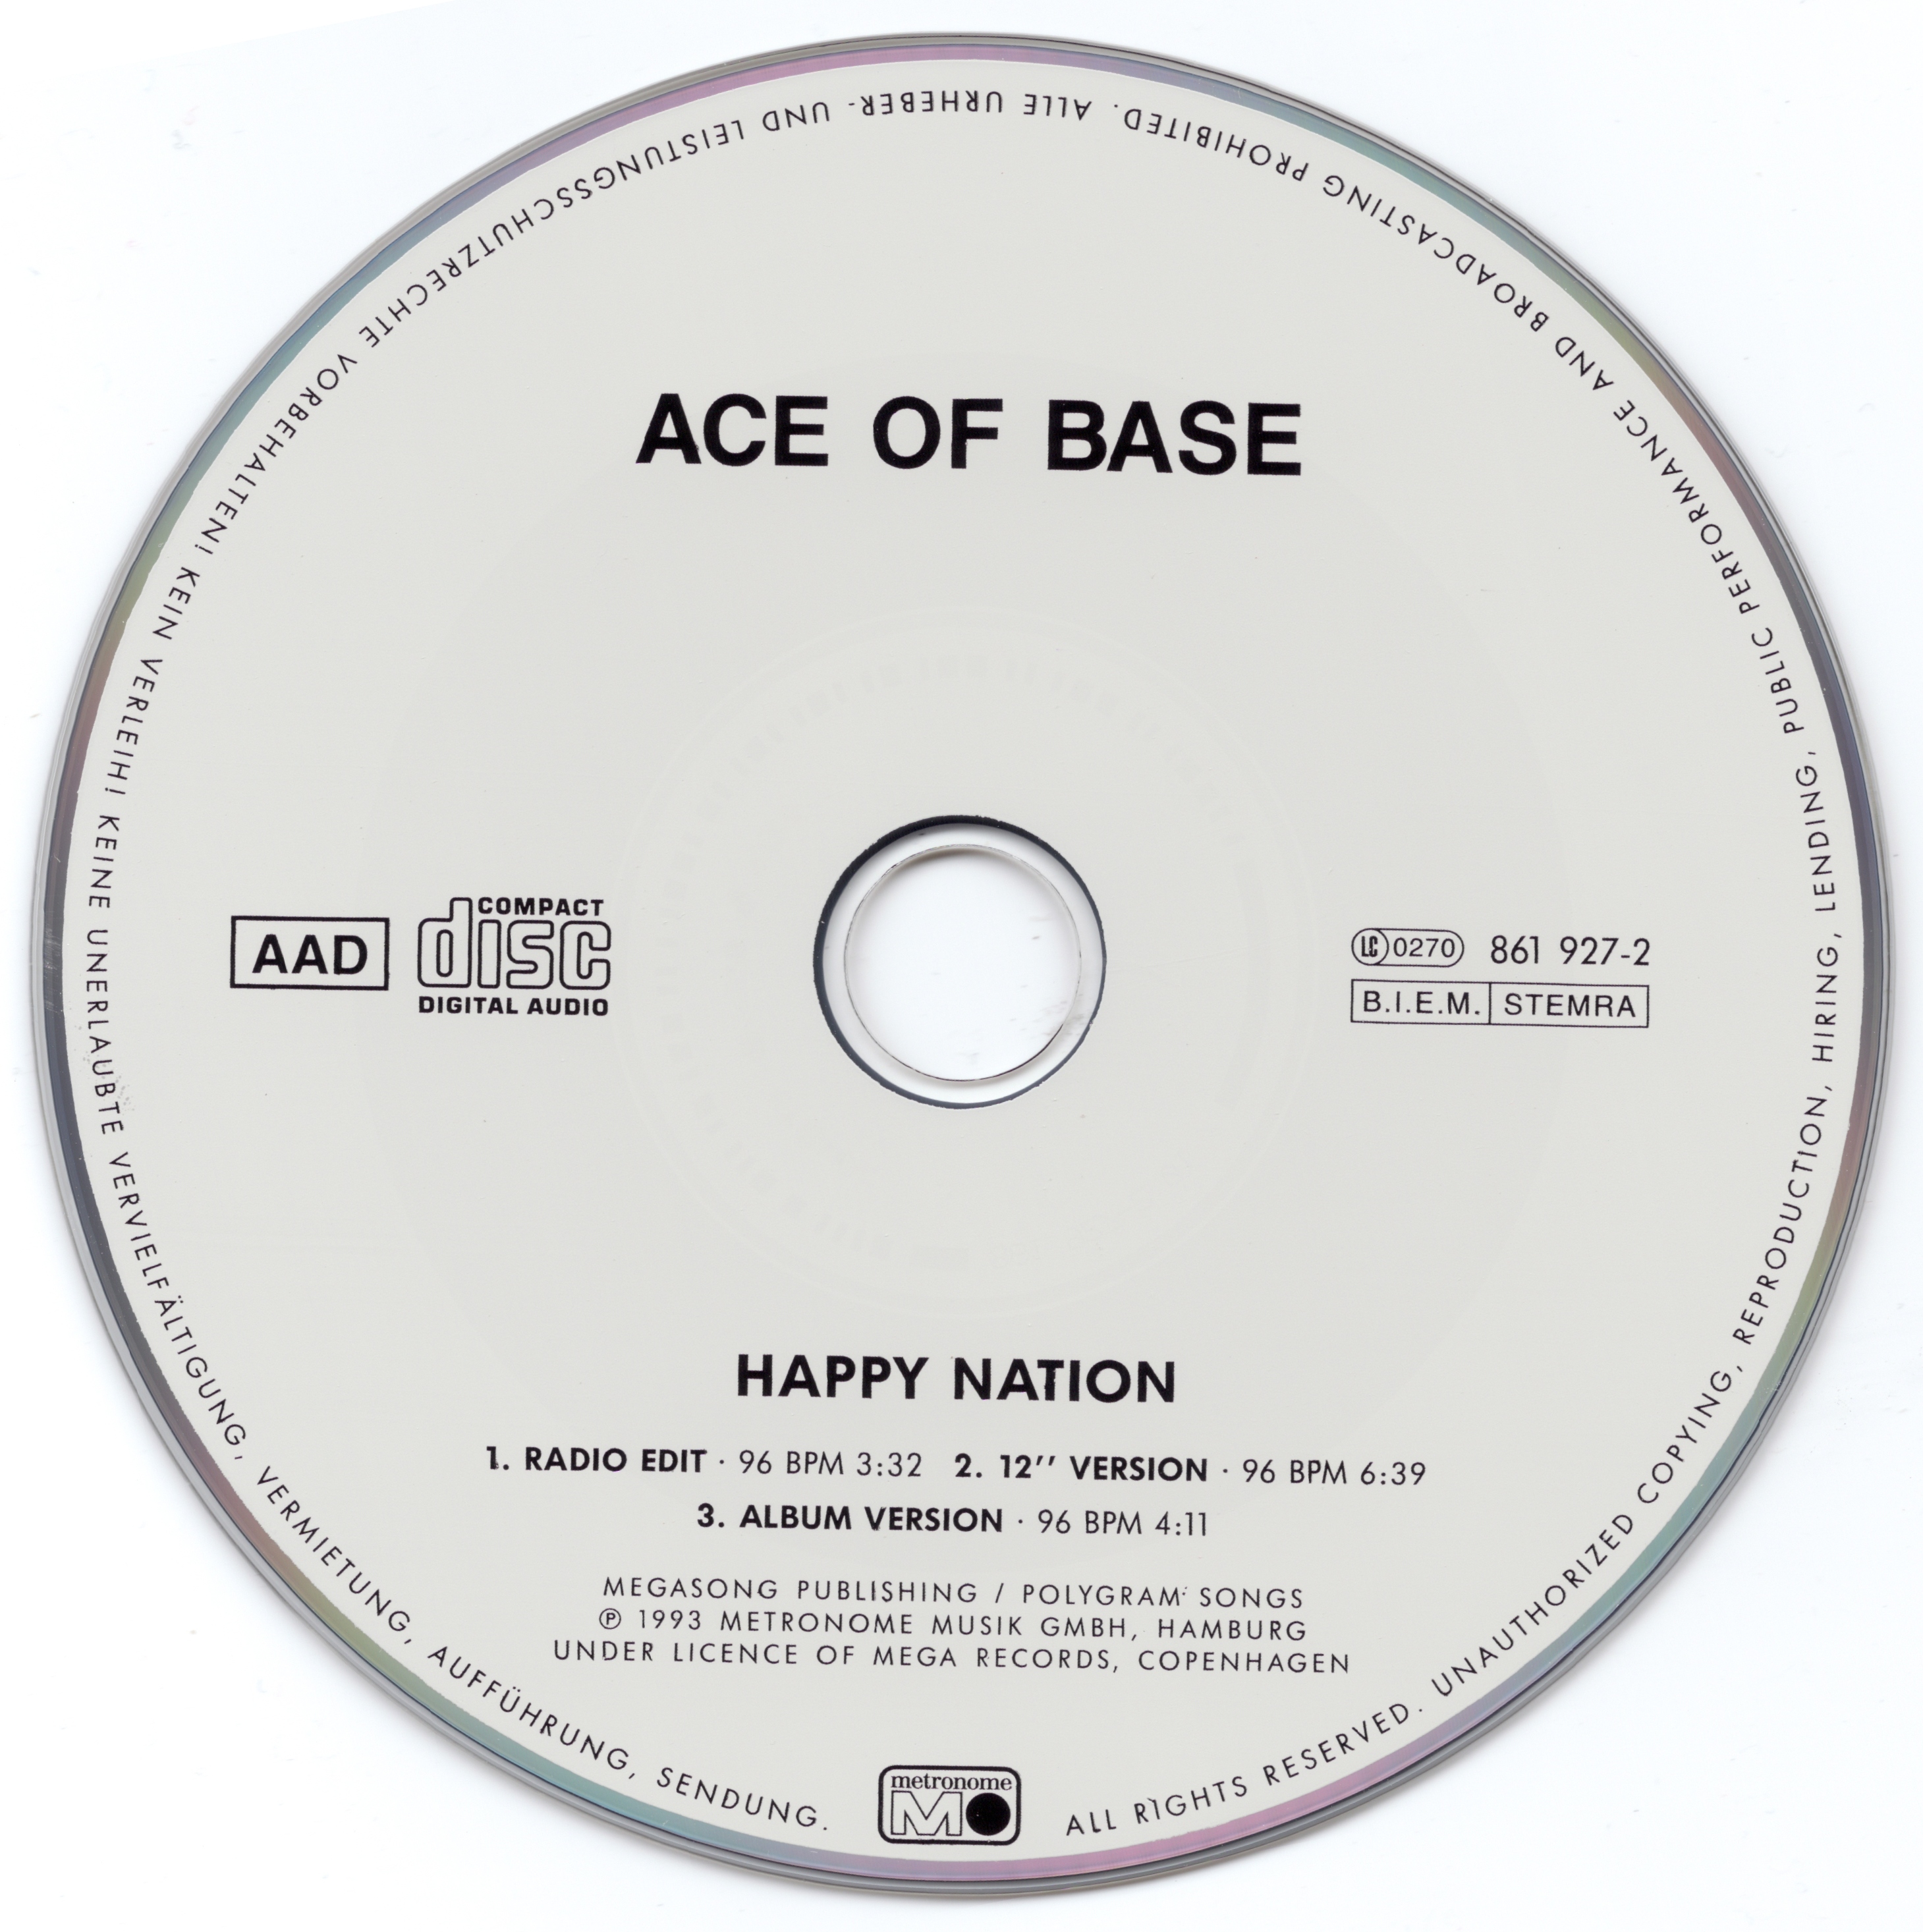 ACE OF BASE
AAD
COMPACT
disc
DIGITAL AUDIO
LC 0270 861 927-2
B.I.E.M. STEMRA
HAPPY NATION
1. RADIO EDIT · 96 BPM 3:32 2. 12’’ VERSION · 96 BPM 6:39
3. ALBUM VERSION · 96 BPM 4:11
MEGASONG PUBLISHING / POLYGRAM SONGS
℗ 1993 METRONOME MUSIK GMBH, HAMBURG
UNDER LICENCE OF MEGA RECORDS, COPENHAGEN
metronome
M
ALL RIGHTS RESERVED. UNAUTHORIZED COPYING, REPRODUCTION, HIRING, LENDING, PUBLIC PERFORMANCE AND BROADCASTING PROHIBITED. ALLE URHEBER- UND LEISTUNGSSCHUTZRECHTE VORBEHALTEN! KEIN VERLEIH! KEINE UNERLAUBTE VERVIELFÄLTIGUNG, VERMIETUNG, AUFFÜHRUNG, SENDUNG.